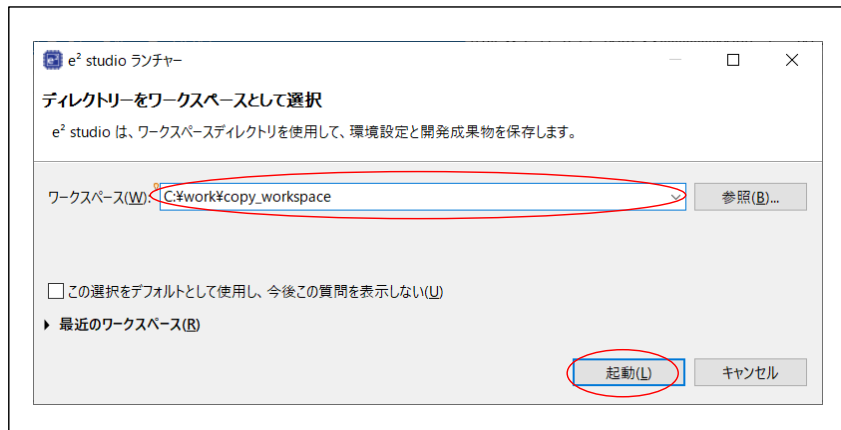 e² studio ランチャー
ディレクトリーをワークスペースとして選択
e² studio は、ワークスペースディレクトリを使用して、環境設定と開発成果物を保存します。
ワークスペース(W): C:¥work¥copy_workspace 参照(B)...
この選択をデフォルトとして使用し、今後この質問を表示しない(U)
最近のワークスペース(R)
起動(L) キャンセル